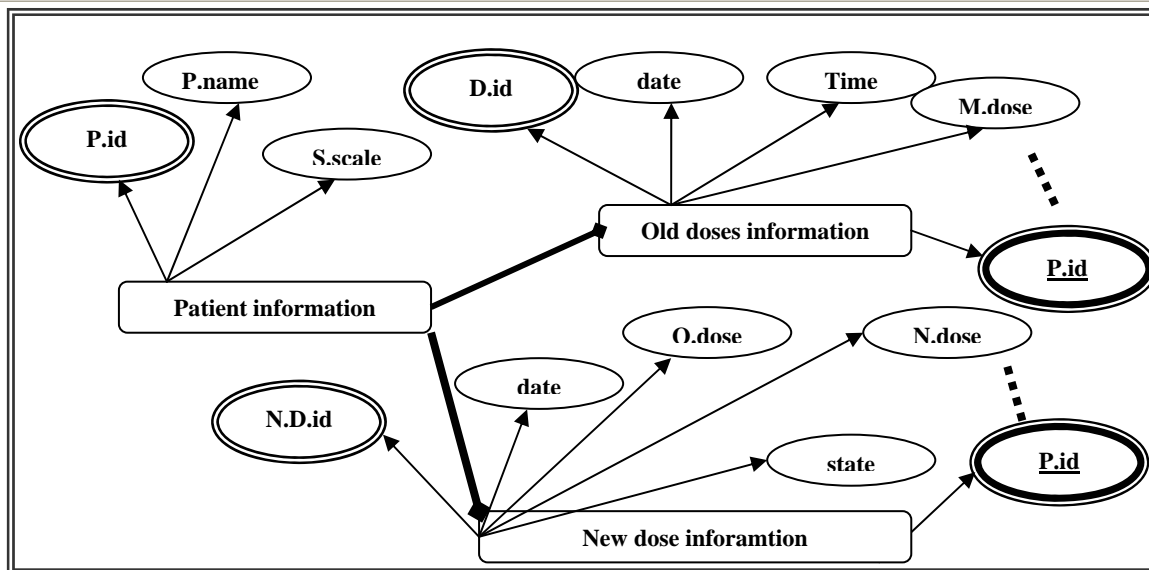 P.name
D.id
date
Time
M.dose
P.id
S.scale
Old doses information
P.id
Patient information
O.dose
N.dose
date
N.D.id
state
P.id
New dose inforamtion